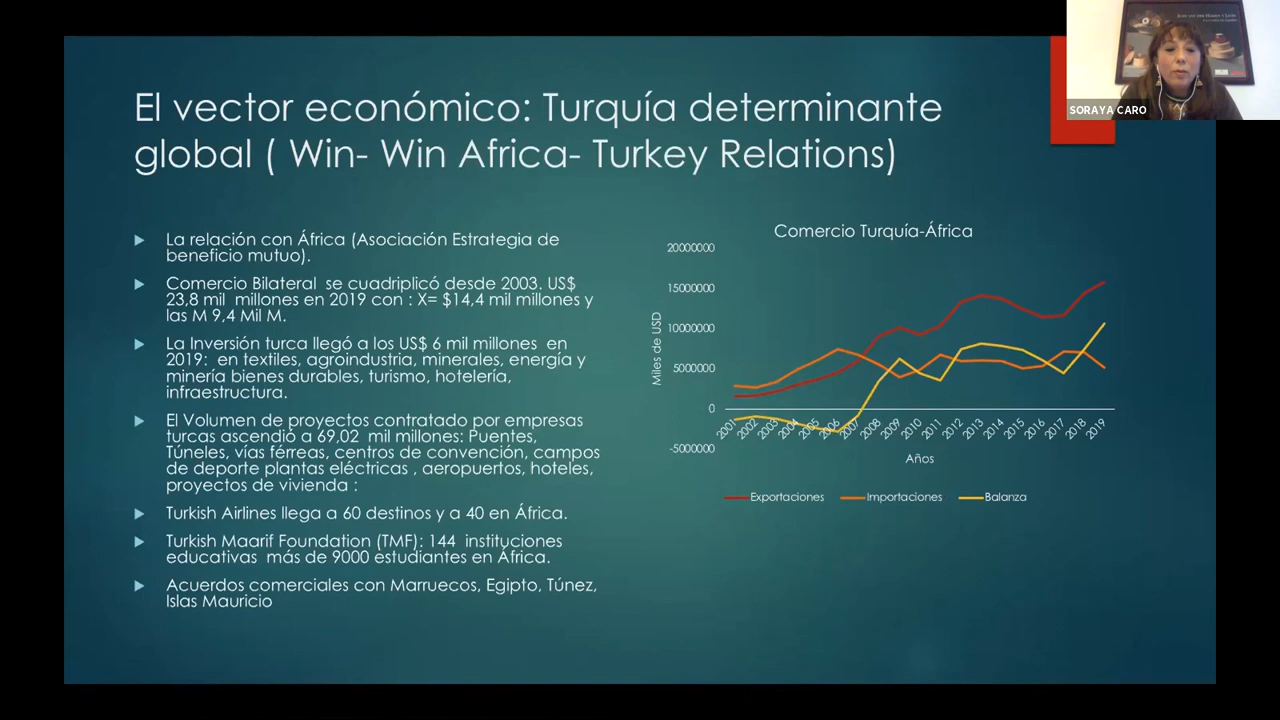 El vector económico: Turquía determinante
global ( Win- Win Africa- Turkey Relations)
SORAYA CARO
La relación con África (Asociación Estrategia de
beneficio mutuo).
Comercio Bilateral se cuadriplicó desde 2003. US$
23,8 mil millones en 2019 con : X= $14,4 mil millones y
las M 9,4 Mil M.
La Inversión turca llegó a los US$ 6 mil millones en
2019: en textiles, agroindustria, minerales, energía y
minería bienes durables, turismo, hotelería,
infraestructura.
El Volumen de proyectos contratado por empresas
turcas ascendió a 69,02 mil millones: Puentes,
Túneles, vías férreas, centros de convención, campos
de deporte plantas eléctricas , aeropuertos, hoteles,
proyectos de vivienda :
Turkish Airlines llega a 60 destinos y a 40 en África.
Turkish Maarif Foundation (TMF): 144 instituciones
educativas más de 9000 estudiantes en África.
Acuerdos comerciales con Marruecos, Egipto, Túnez,
Islas Mauricio
Comercio Turquía-África
Miles de USD
20000000
15000000
10000000
5000000
0
-5000000
2001 2002 2003 2004 2005 2006 2007 2008 2009 2010 2011 2012 2013 2014 2015 2016 2017 2018 2019
Años
Exportaciones Importaciones Balanza